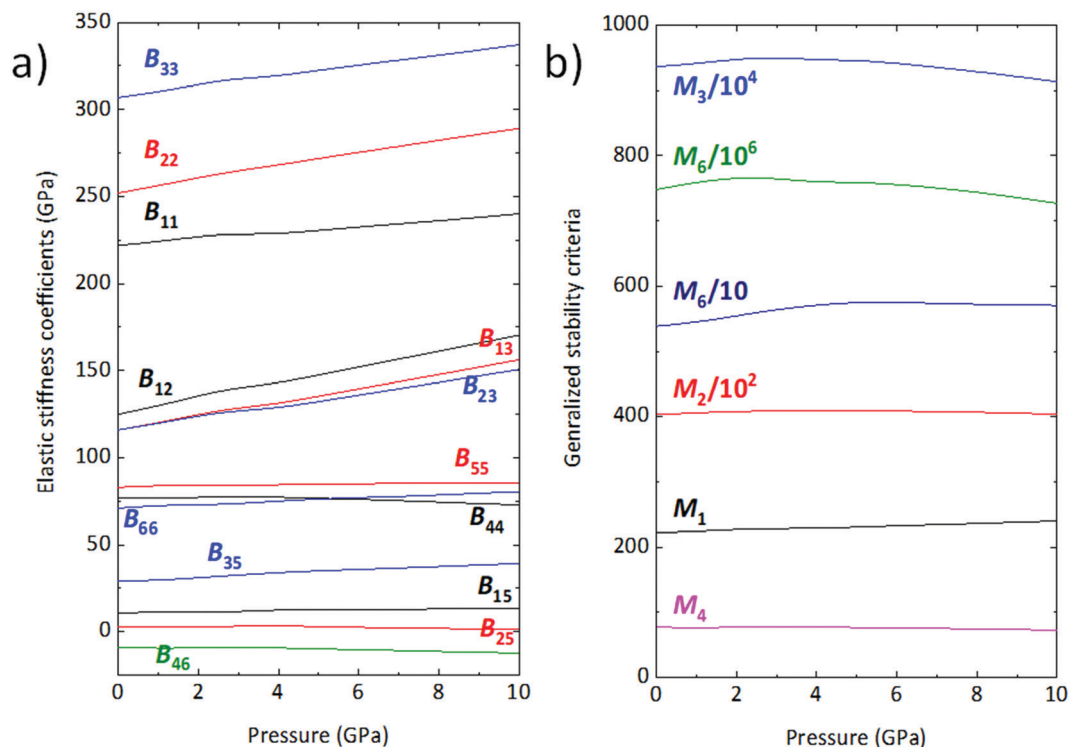 a)
Elastic stiffness coefficients (GPa)
350
300
250
200
150
100
50
0
B33
B22
B11
B12
B13
B23
B55
B66
B44
B35
B15
B25
B46
0 2 4 6 8 10
Pressure (GPa)
b)
Genralized stability criteria
1000
800
600
400
200
0
M3/10^4
M6/10^6
M6/10
M2/10^2
M1
M4
0 2 4 6 8 10
Pressure (GPa)